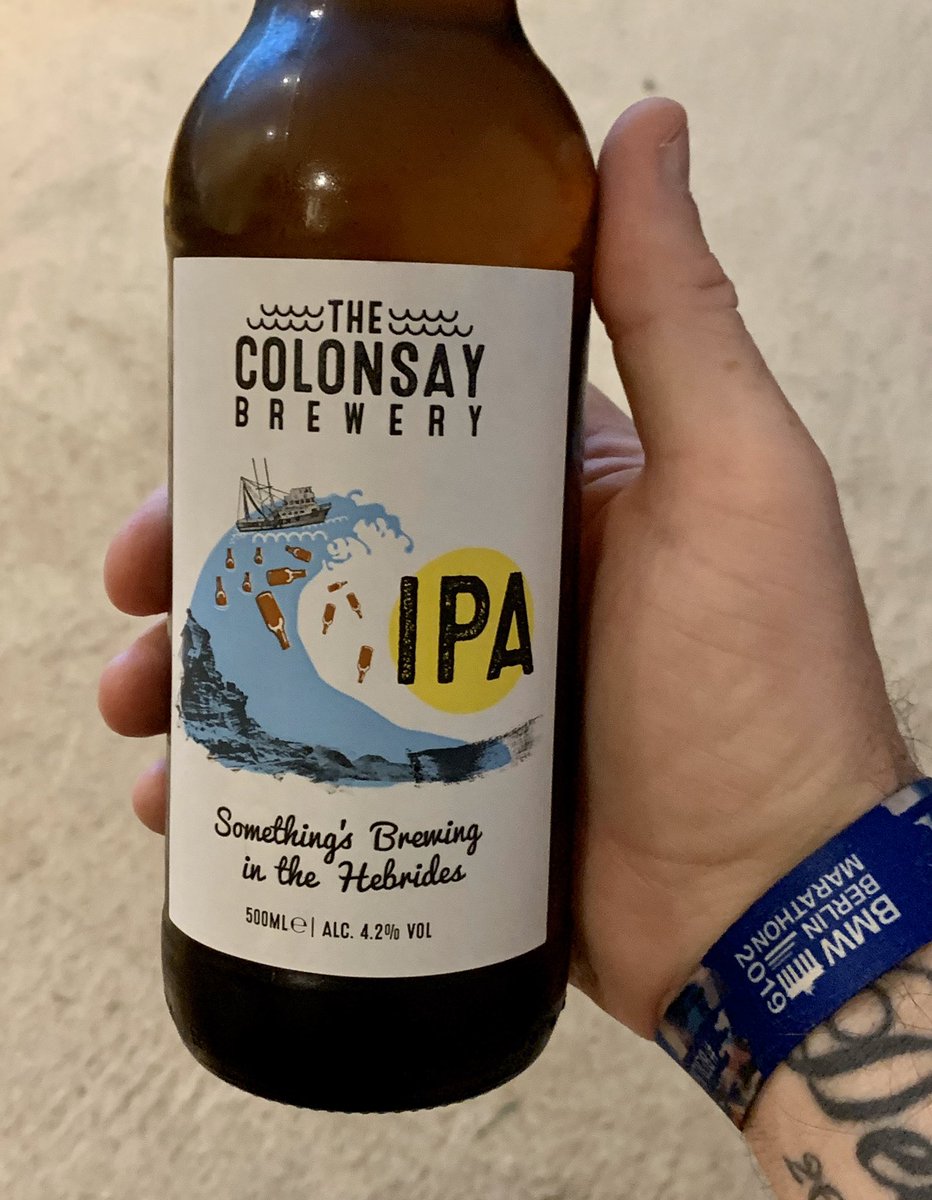 THE
COLONSAY
BREWERY
IPA
Something's Brewing
in the Hebrides
500ML℮ | ALC. 4.2% VOL
BMW
BERLIN
MARATHON
2019